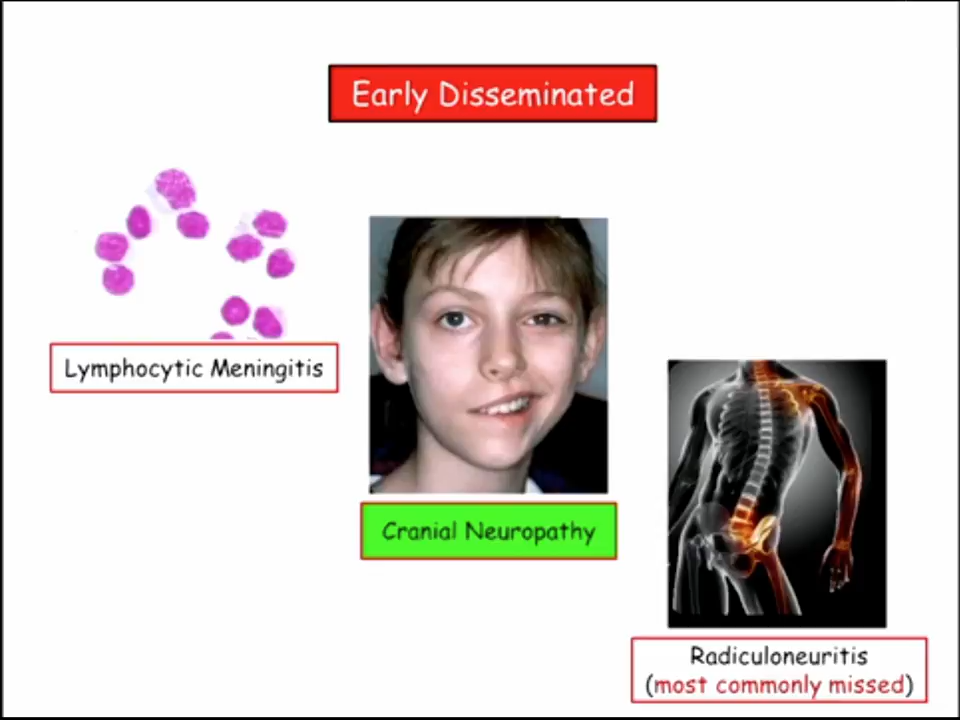 Early Disseminated
Lymphocytic Meningitis
Cranial Neuropathy
Radiculoneuritis
(most commonly missed)